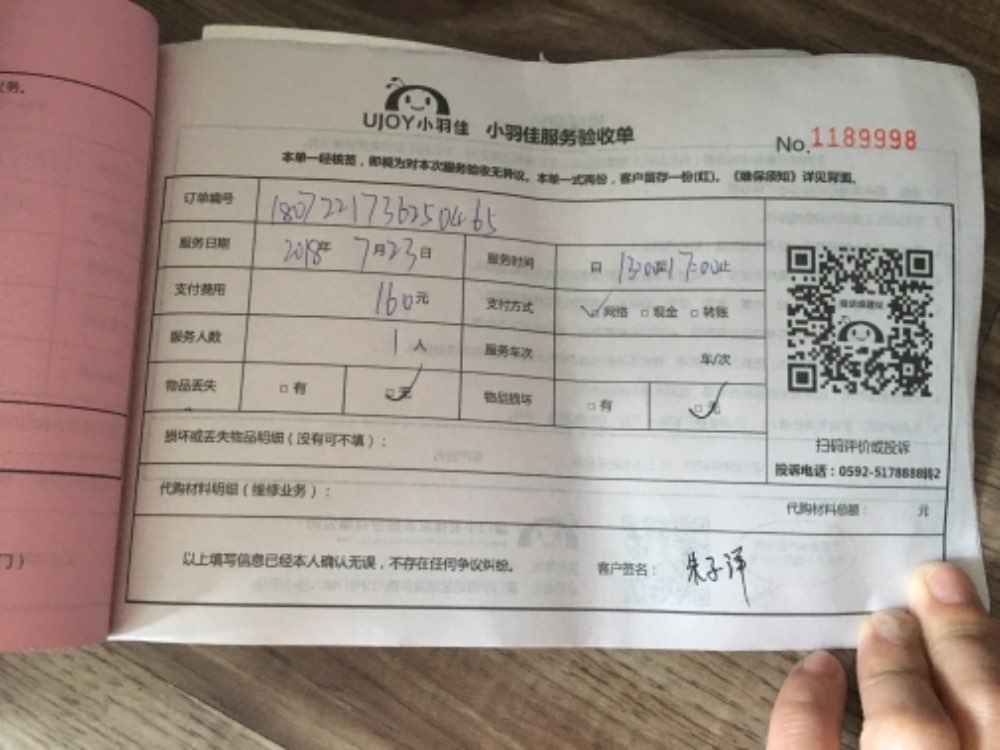 务。
UJOY小羽佳 小羽佳服务验收单
No.1189998
本单一经核签，即视为对本次服务验收无异议。本单一式两份，客户留存一份(红)。《维保须知》详见背面。
订单编号 1807221736250465
服务日期 2018年 7月23日 服务时间 自 13:00至17:00止
支付费用 160元 支付方式 网络 □ 现金 □ 转账
服务人数 1 人 服务车次 车/次
物品丢失 □ 有 □ 无 物品损坏 □ 有 □ 无
扫码评价或投诉
投诉电话：0592-5178888转2
损坏或丢失物品明细（没有可不填）：
代购材料明细（维修业务）： 代购材料总额： 元
以上填写信息已经本人确认无误，不存在任何争议纠纷。 客户签名： 朱子洋
门）